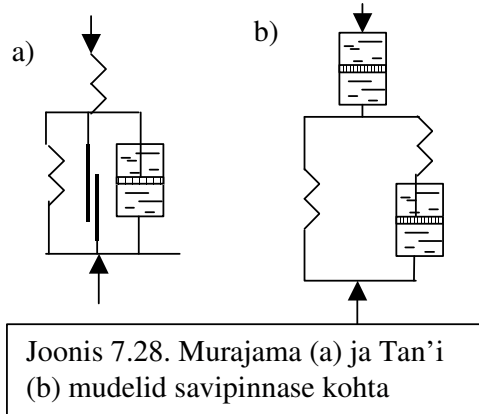 a)
b)
Joonis 7.28. Murajama (a) ja Tan’i
(b) mudelid savipinnase kohta